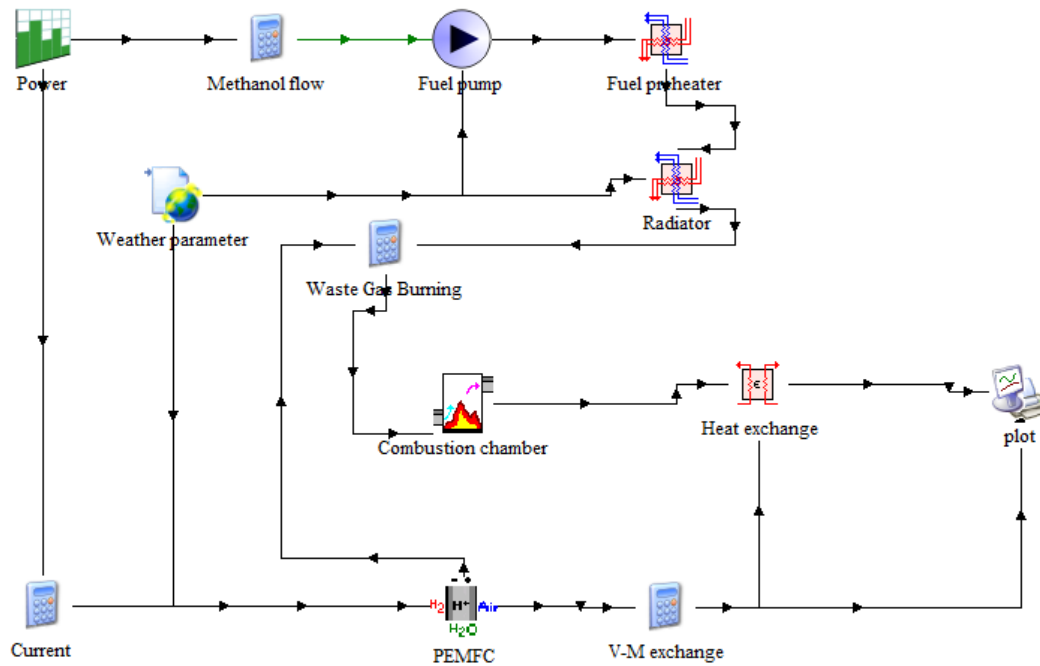 Power
Methanol flow
Fuel pump
Fuel preheater
Weather parameter
Radiator
Waste Gas Burning
Combustion chamber
Heat exchange
€
plot
Current
H₂
H⁺
Air
H₂O
PEMFC
V-M exchange